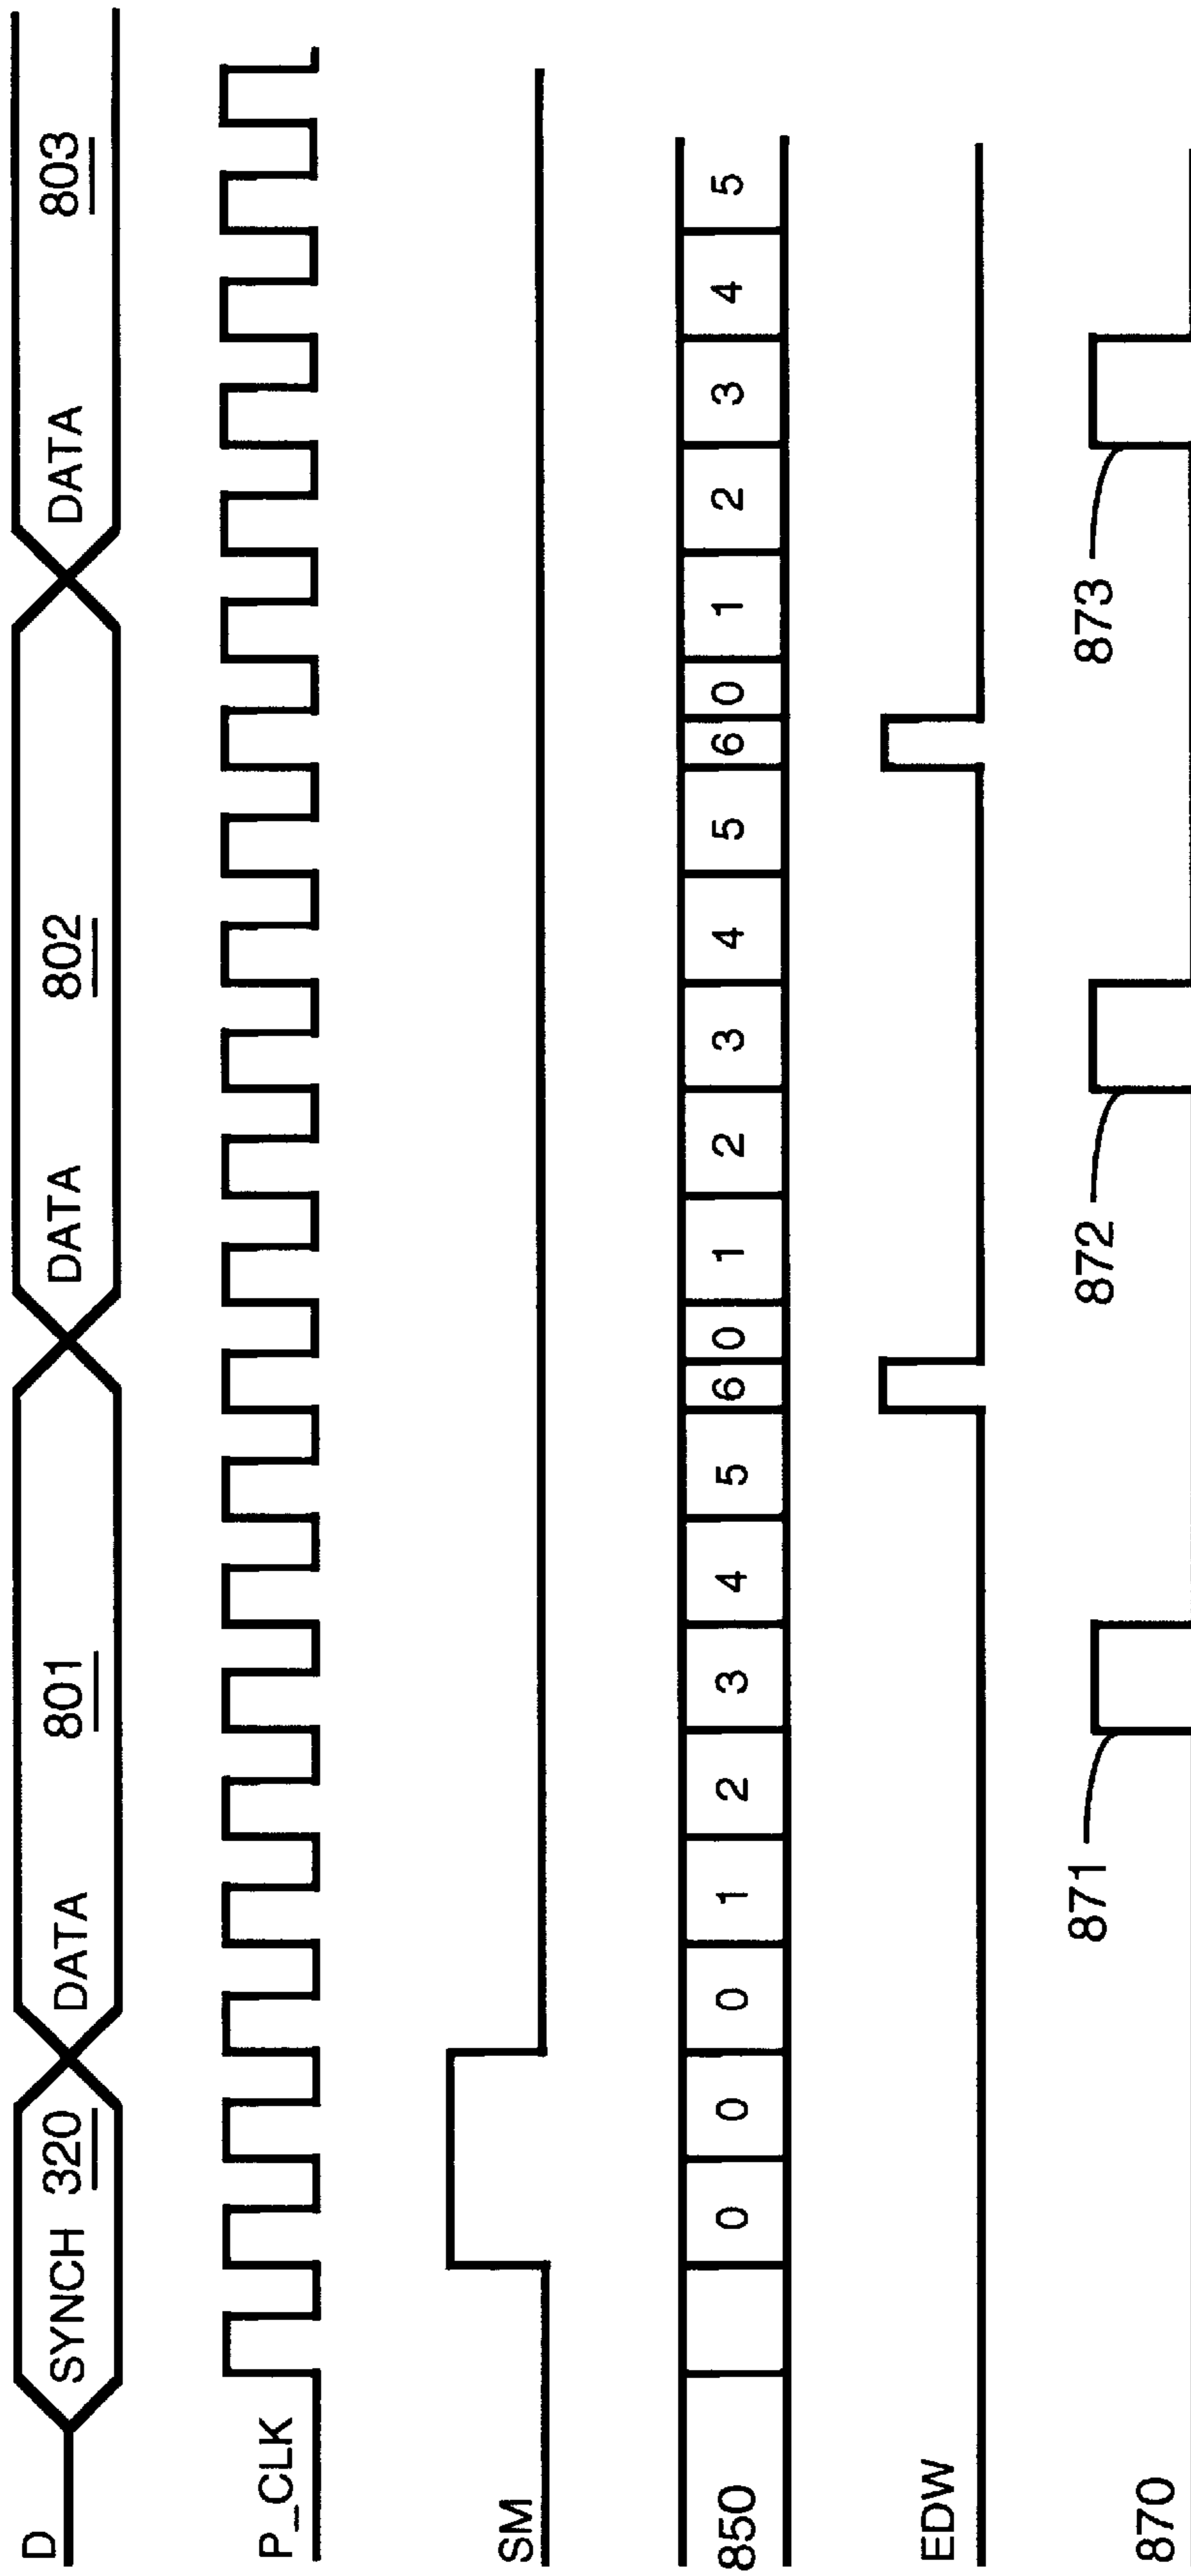 D SYNCH 320 DATA 801 DATA 802 DATA 803
P_CLK
SM
850 0 0 0 1 2 3 4 5 6 0 1 2 3 4 5 6 0 1 2 3 4 5
EDW
870 871 872 873